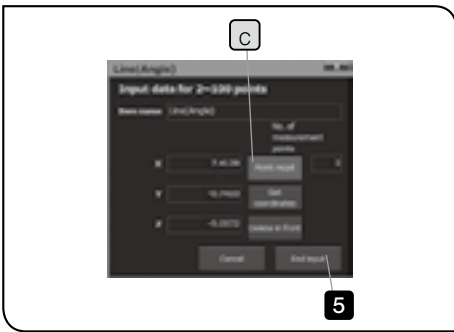 C
Line(Angle)
Input data for 2~100 points
Item name Line(Angle)
No. of
measurement
points
X Point input
Y Get
coordinates
Z Delete in front
Cancel End input
5